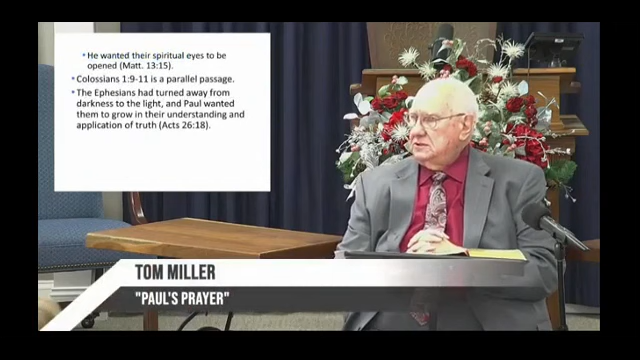 • He wanted their spiritual eyes to be
opened (Matt. 13:15).
• Colossians 1:9-11 is a parallel passage.
• The Ephesians had turned away from
darkness to the light, and Paul wanted
them to grow in their understanding and
application of truth (Acts 26:18).
TOM MILLER
"PAUL'S PRAYER"